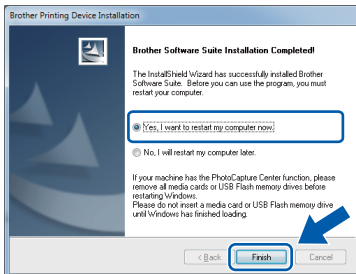 Brother Printing Device Installation
Brother Software Suite Installation Completed!
The InstallShield Wizard has successfully installed Brother
Software Suite. Before you can use the program, you must
restart your computer.
Yes, I want to restart my computer now.
No, I will restart my computer later.
If your machine has the PhotoCapture Center function, please
remove all media cards or USB Flash memory drives before
restarting Windows.
Please do not insert a media card or USB Flash memory drive
until Windows has finished loading.
< Back
Finish
Cancel